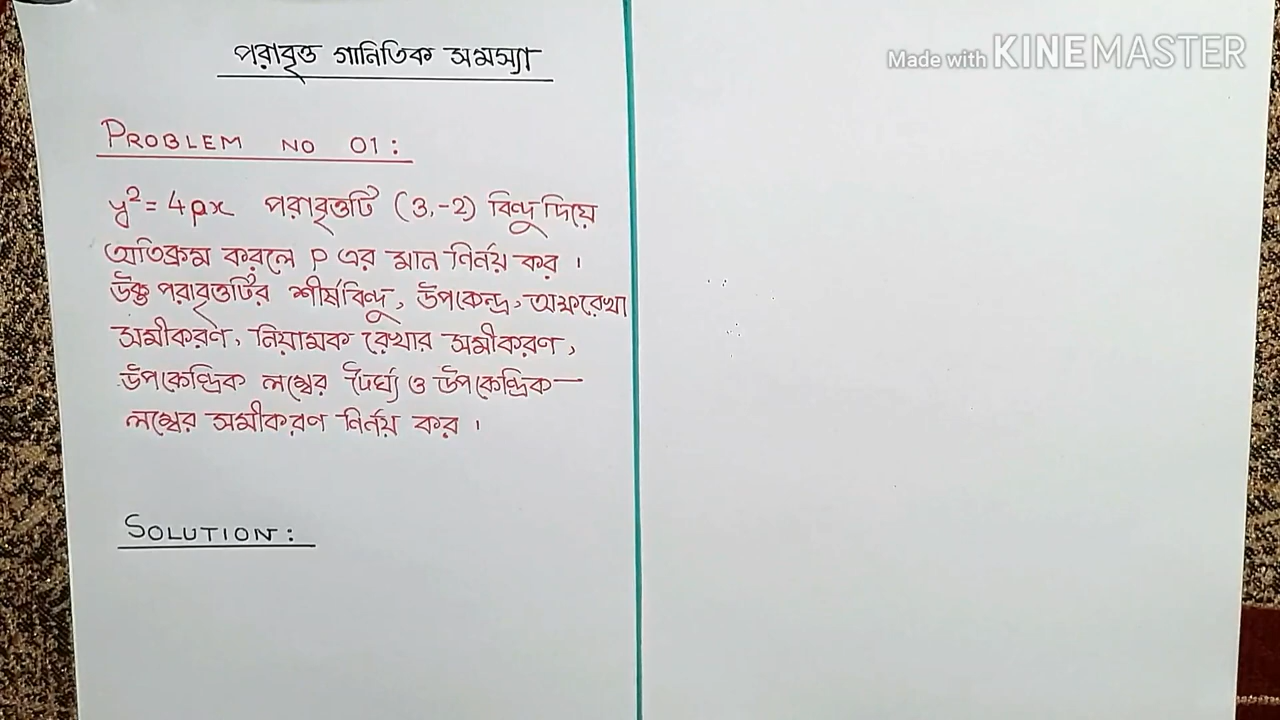 পরাবৃত্ত গানিতিক সমস্যা
Made with KINEMASTER
PROBLEM NO 01:
y² = 4px পরাবৃত্তটি (3,-2) বিন্দু দিয়ে
অতিক্রম করলে p এর মান নির্নয় কর ।
উক্ত পরাবৃত্তটির শীর্ষবিন্দু, উপকেন্দ্র, অক্ষরেখা
সমীকরণ, নিয়ামক রেখার সমীকরণ,
উপকেন্দ্রিক লম্বের দৈর্ঘ্য ও উপকেন্দ্রিক—
লম্বের সমীকরণ নির্নয় কর ।
SOLUTION: